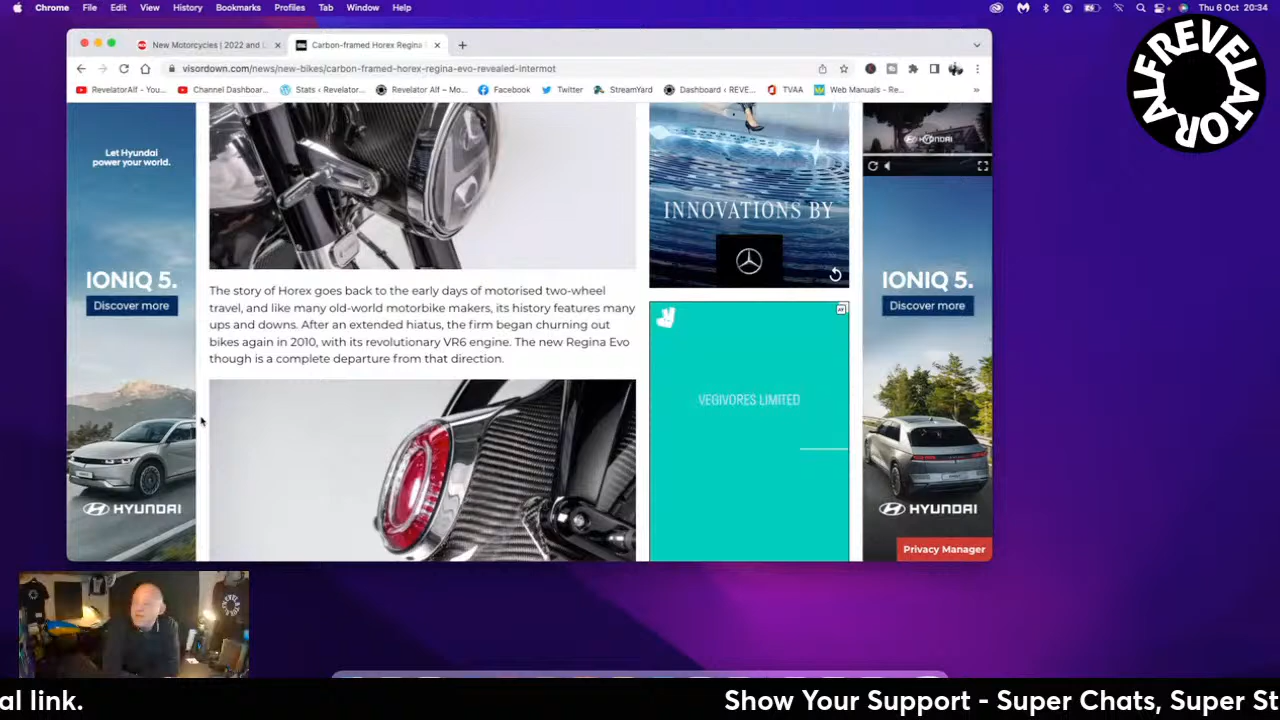 Chrome File Edit View History Bookmarks Profiles Tab Window Help
Thu 6 Oct 20:34
New Motorcycles | 2022 and
Carbon-framed Horex Regina
visordown.com/news/new-bikes/carbon-framed-horex-regina-evo-revealed-intermot
RevelatorAlf - You... Channel Dashboar... Stats ‹ Revelator... Revelator Alf – Mo... Facebook Twitter StreamYard Dashboard ‹ REVE... TVAA Web Manuals - Re... »
REVELATOR ALF
Let Hyundai
power your world.
IONIQ 5.
Discover more
HYUNDAI
The story of Horex goes back to the early days of motorised two-wheel
travel, and like many old-world motorbike makers, its history features many
ups and downs. After an extended hiatus, the firm began churning out
bikes again in 2010, with its revolutionary VR6 engine. The new Regina Evo
though is a complete departure from that direction.
INNOVATIONS BY
VEGIVORES LIMITED
HYUNDAI
IONIQ 5.
Discover more
HYUNDAI
Privacy Manager
al link.
Show Your Support - Super Chats, Super St